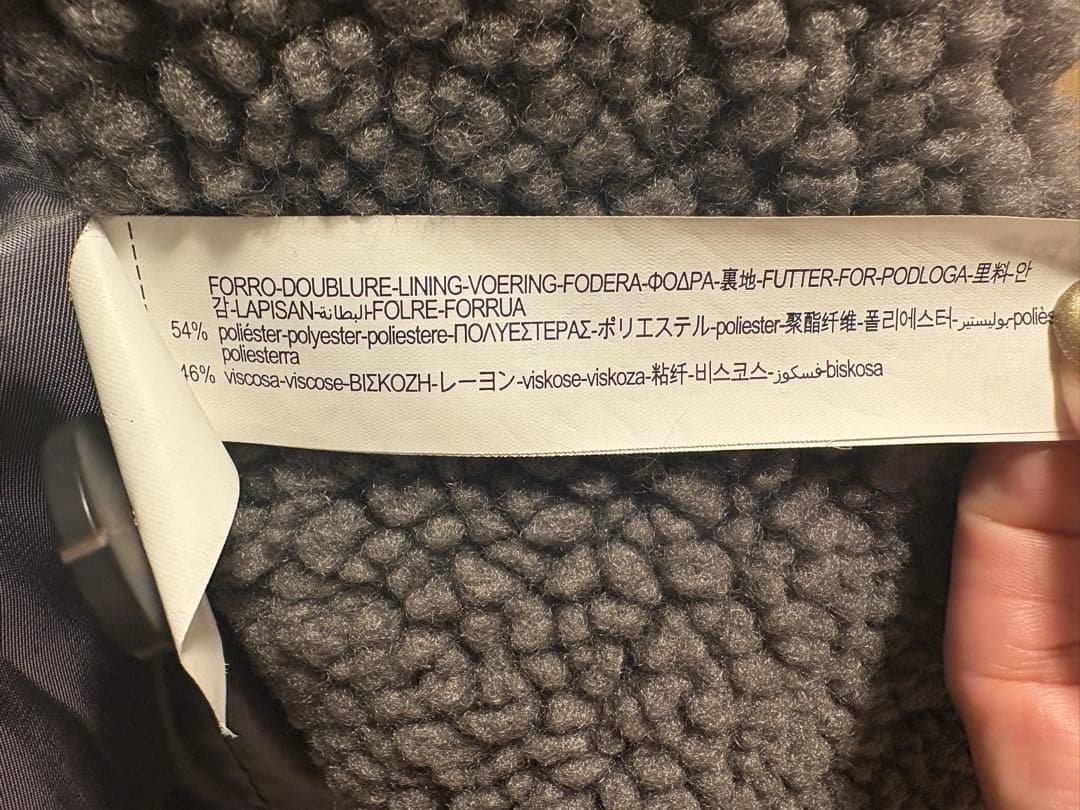 FORRO-DOUBLURE-LINING-VOERING-FODERA-ΦΟΔΡΑ-裏地-FUTTER-FOR-PODLOGA-里料-안
감-LAPISAN-البطانة-FOLRE-FORRUA
54% poliéster-polyester-poliestere-ΠΟΛΥΕΣΤΕΡΑΣ-ポリエステル-poliester-聚酯纤维-폴리에스터-بوليستير-poliès
poliesterra
46% viscosa-viscose-ΒΙΣΚΟΖΗ-レーヨン-viskose-viskoza-粘纤-비스코스-فسكوز-biskosa